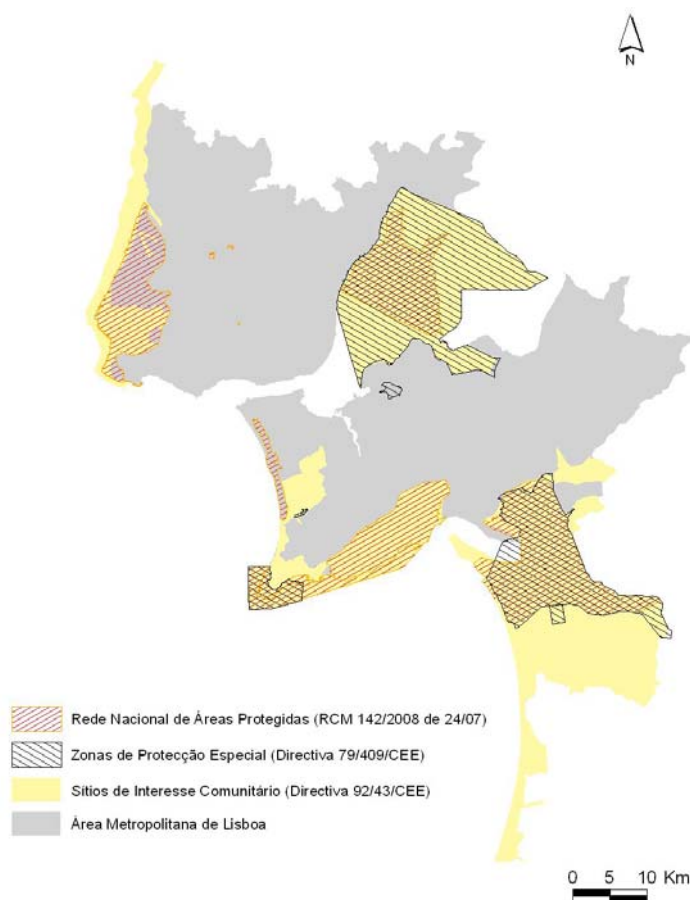 N
Rede Nacional de Áreas Protegidas (RCM 142/2008 de 24/07)
Zonas de Protecção Especial (Directiva 79/409/CEE)
Sítios de Interesse Comunitário (Directiva 92/43/CEE)
Área Metropolitana de Lisboa
0 5 10 Km